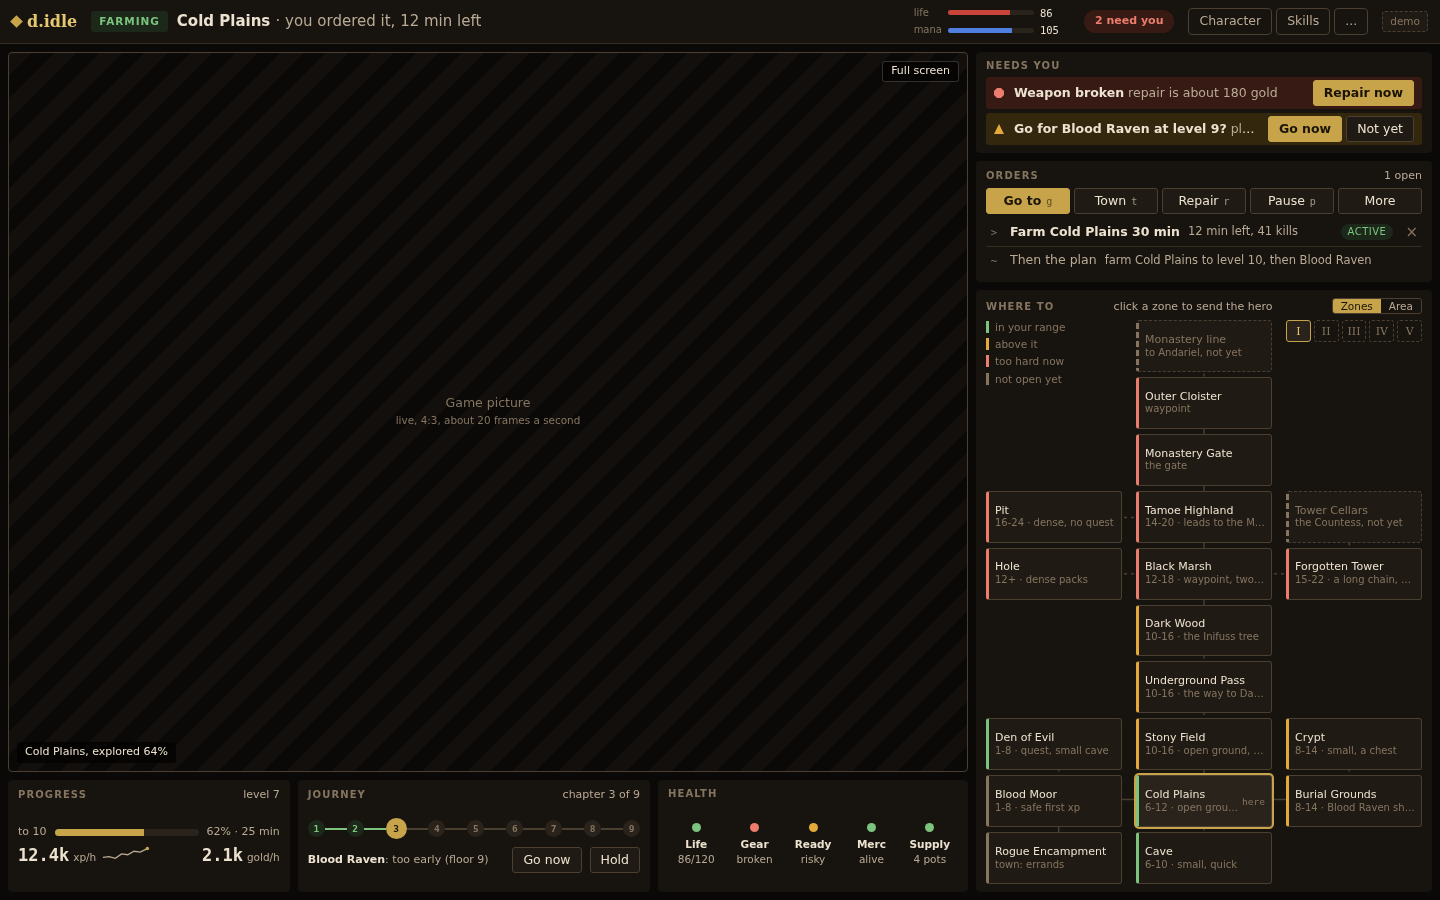 d.idle FARMING Cold Plains · you ordered it, 12 min left
life 86
mana 105
2 need you
Character Skills ... demo
Full screen
Game picture
live, 4:3, about 20 frames a second
Cold Plains, explored 64%
NEEDS YOU
Weapon broken repair is about 180 gold Repair now
Go for Blood Raven at level 9? pl... Go now Not yet
ORDERS 1 open
Go to g Town t Repair r Pause p More
> Farm Cold Plains 30 min 12 min left, 41 kills ACTIVE ×
~ Then the plan farm Cold Plains to level 10, then Blood Raven
WHERE TO click a zone to send the hero Zones Area
in your range
above it
too hard now
not open yet
I II III IV V
Monastery line
to Andariel, not yet
Outer Cloister
waypoint
Monastery Gate
the gate
Pit
16-24 · dense, no quest
Tamoe Highland
14-20 · leads to the M...
Tower Cellars
the Countess, not yet
Hole
12+ · dense packs
Black Marsh
12-18 · waypoint, two...
Forgotten Tower
15-22 · a long chain, ...
Dark Wood
10-16 · the Inifuss tree
Underground Pass
10-16 · the way to Da...
Den of Evil
1-8 · quest, small cave
Stony Field
10-16 · open ground, ...
Crypt
8-14 · small, a chest
Blood Moor
1-8 · safe first xp
Cold Plains
6-12 · open grou... here
Burial Grounds
8-14 · Blood Raven sh...
Rogue Encampment
town: errands
Cave
6-10 · small, quick
PROGRESS level 7
to 10 62% · 25 min
12.4k xp/h 2.1k gold/h
JOURNEY chapter 3 of 9
1 2 3 4 5 6 7 8 9
Blood Raven: too early (floor 9) Go now Hold
HEALTH
Life Gear Ready Merc Supply
86/120 broken risky alive 4 pots